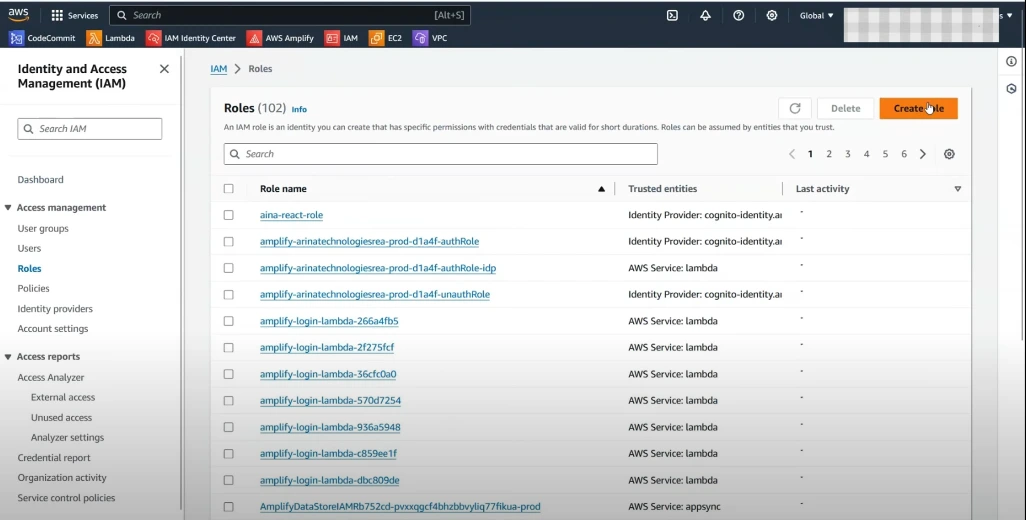 aws Services Search [Alt+S] Global s
CodeCommit Lambda IAM Identity Center AWS Amplify IAM EC2 VPC
Identity and Access
Management (IAM)
Search IAM
Dashboard
Access management
User groups
Users
Roles
Policies
Identity providers
Account settings
Access reports
Access Analyzer
External access
Unused access
Analyzer settings
Credential report
Organization activity
Service control policies
IAM > Roles
Roles (102) Info
Delete Create role
An IAM role is an identity you can create that has specific permissions with credentials that are valid for short durations. Roles can be assumed by entities that you trust.
Search
1 2 3 4 5 6
Role name Trusted entities Last activity
aina-react-role Identity Provider: cognito-identity.ar -
amplify-arinatechnologiesrea-prod-d1a4f-authRole Identity Provider: cognito-identity.ar -
amplify-arinatechnologiesrea-prod-d1a4f-authRole-idp AWS Service: lambda -
amplify-arinatechnologiesrea-prod-d1a4f-unauthRole Identity Provider: cognito-identity.ar -
amplify-login-lambda-266a4fb5 AWS Service: lambda -
amplify-login-lambda-2f275fcf AWS Service: lambda -
amplify-login-lambda-36cfc0a0 AWS Service: lambda -
amplify-login-lambda-570d7254 AWS Service: lambda -
amplify-login-lambda-936a5948 AWS Service: lambda -
amplify-login-lambda-c859ee1f AWS Service: lambda -
amplify-login-lambda-dbc809de AWS Service: lambda -
AmplifyDataStoreIAMRb752cd-pvxxqgcf4bhzbbvyliq77fikua-prod AWS Service: appsync -